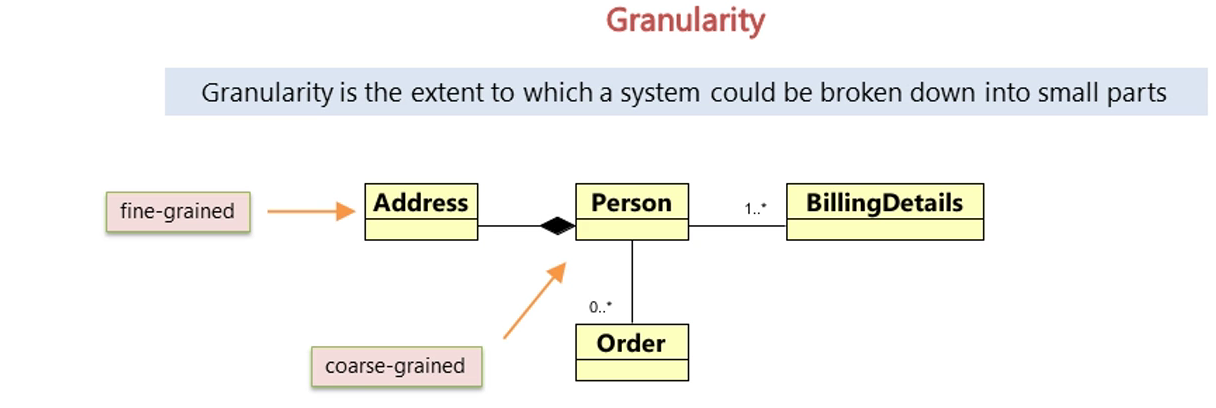 Granularity
Granularity is the extent to which a system could be broken down into small parts
fine-grained
Address
Person
1..*
BillingDetails
0..*
Order
coarse-grained